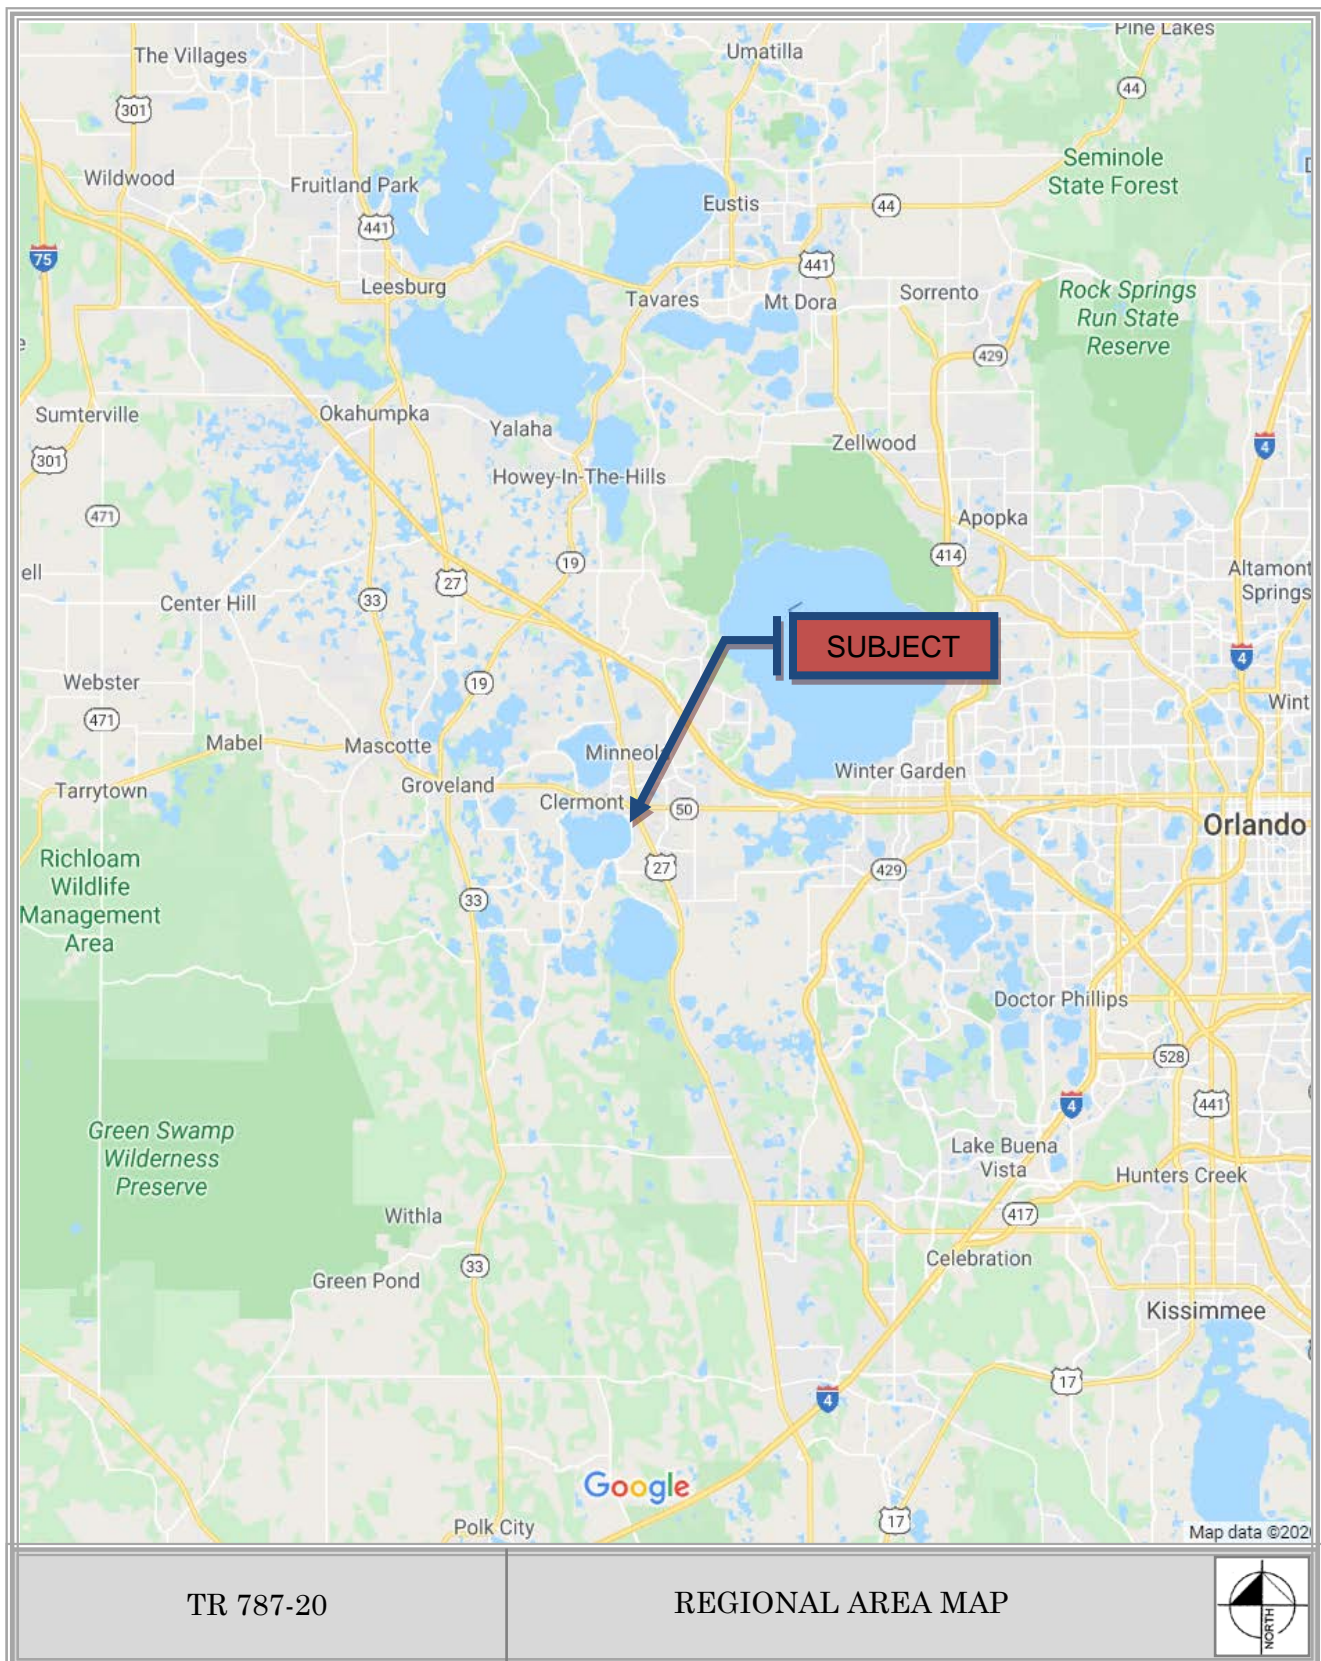 Pine Lakes
The Villages
Umatilla
44
301
Seminole
State Forest
Wildwood
Fruitland Park
Eustis
44
441
75
441
Leesburg
Tavares
Mt Dora
Sorrento
Rock Springs
Run State
Reserve
429
Sumterville
Okahumpka
Yalaha
Zellwood
4
301
Howey-In-The-Hills
471
Apopka
414
19
ell
27
Altamont
Springs
Center Hill
33
SUBJECT
4
Webster
19
Wint
471
Mabel
Mascotte
Minneola
Winter Garden
Groveland
Tarrytown
Clermont
50
Orlando
Richloam
Wildlife
Management
Area
27
429
33
Doctor Phillips
528
4
441
Green Swamp
Wilderness
Preserve
Lake Buena
Vista
Hunters Creek
Withla
417
33
Celebration
Green Pond
Kissimmee
17
4
Google
17
Polk City
Map data ©202
TR 787-20
REGIONAL AREA MAP
NORTH